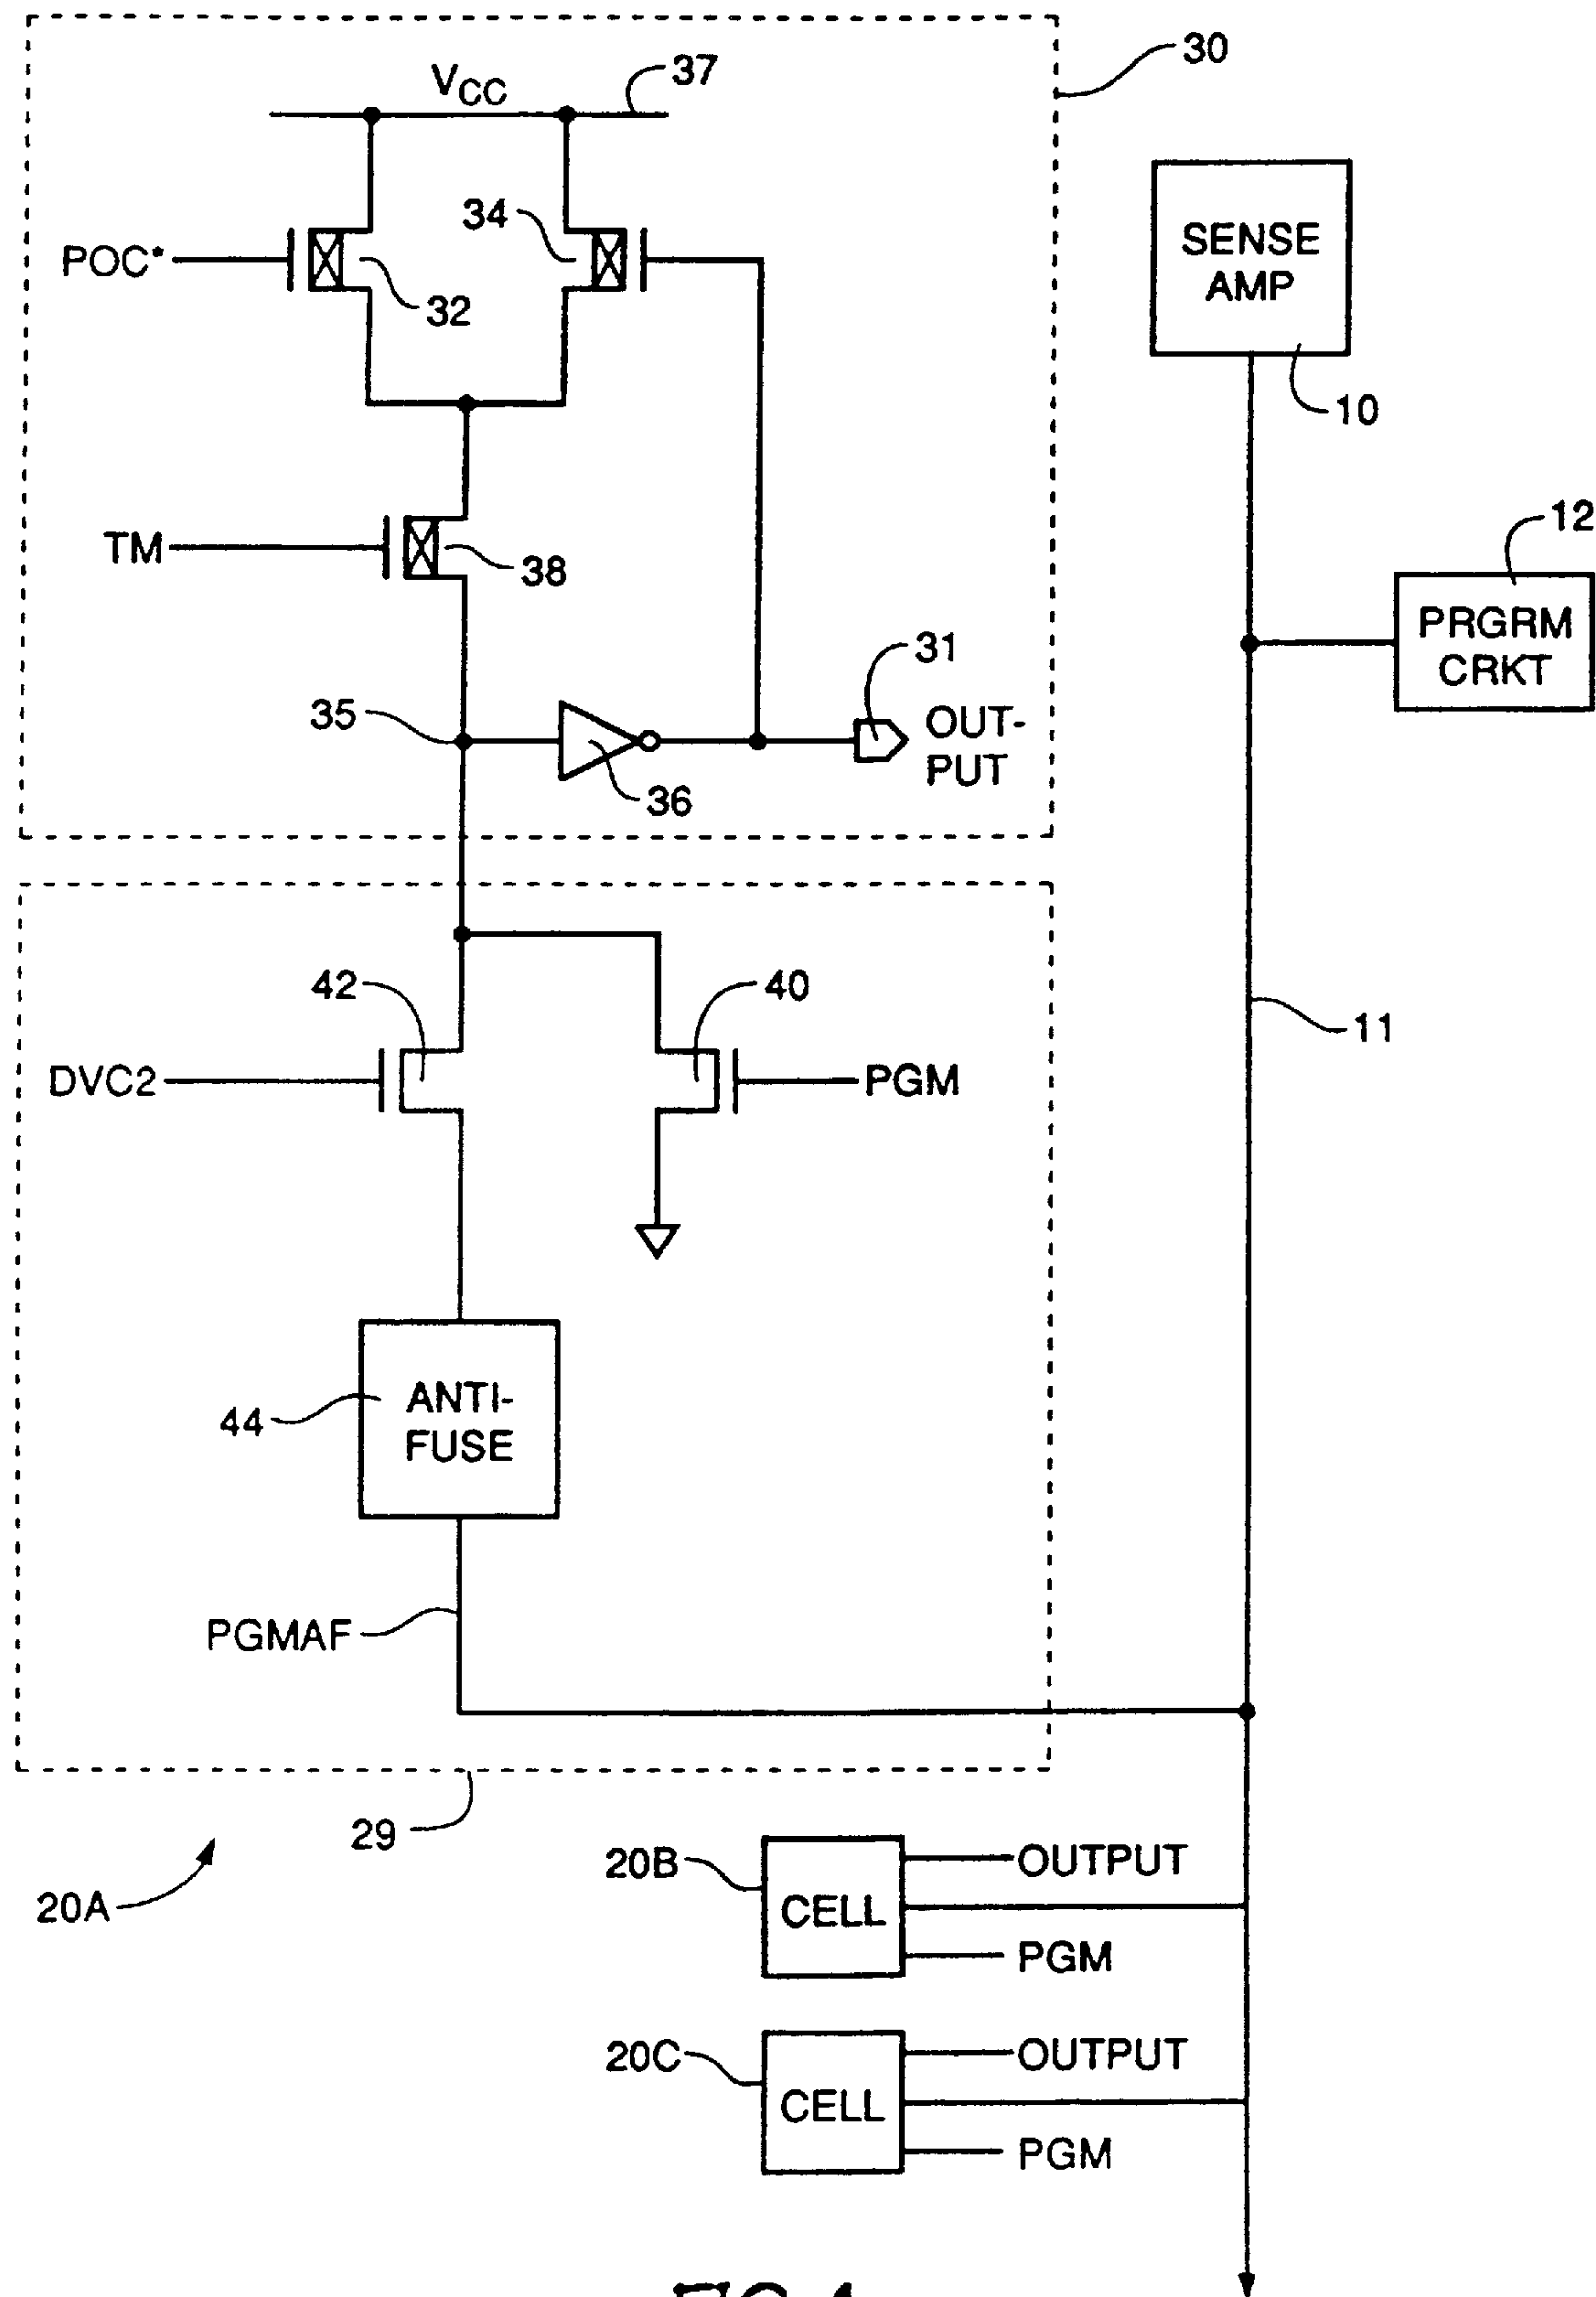 30
VCC
37
34
POC*
32
SENSE
AMP
10
TM
38
12
PRGRM
CRKT
31
35
OUT-
PUT
36
42
40
DVC2
PGM
11
ANTI-
FUSE
44
PGMAF
29
20A
20B
CELL
OUTPUT
PGM
20C
CELL
OUTPUT
PGM